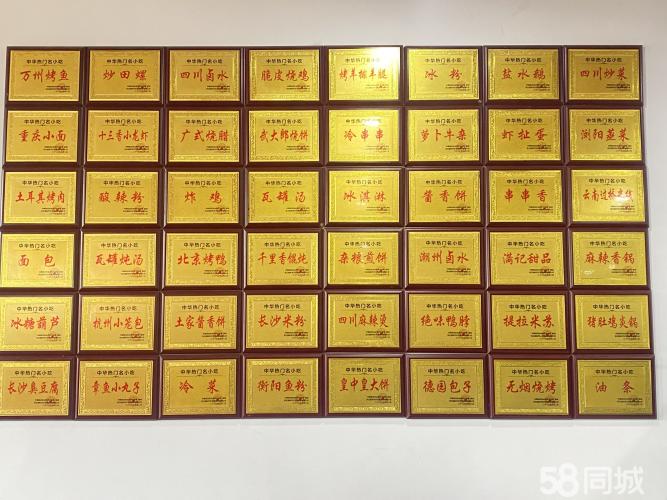 中华热门名小吃
万州烤鱼
中华热门名小吃
炒田螺
中华热门名小吃
四川卤水
中华热门名小吃
脆皮烧鸡
中华热门名小吃
烤羊排羊腿
中华热门名小吃
冰粉
中华热门名小吃
盐水鹅
中华热门名小吃
四川炒菜
中华热门名小吃
重庆小面
中华热门名小吃
十三香小龙虾
中华热门名小吃
广式烧腊
中华热门名小吃
武大郎烧饼
中华热门名小吃
冷串串
中华热门名小吃
萝卜牛杂
中华热门名小吃
虾扯蛋
中华热门名小吃
浏阳蒸菜
中华热门名小吃
土耳其烤肉
中华热门名小吃
酸辣粉
中华热门名小吃
炸鸡
中华热门名小吃
瓦罐汤
中华热门名小吃
冰淇淋
中华热门名小吃
酱香饼
中华热门名小吃
串串香
中华热门名小吃
云南过桥米线
中华热门名小吃
面包
中华热门名小吃
瓦罐炖汤
中华热门名小吃
北京烤鸭
中华热门名小吃
千里香馄饨
中华热门名小吃
杂粮煎饼
中华热门名小吃
潮州卤水
中华热门名小吃
满记甜品
中华热门名小吃
麻辣香锅
中华热门名小吃
冰糖葫芦
中华热门名小吃
杭州小笼包
中华热门名小吃
土家酱香饼
中华热门名小吃
长沙米粉
中华热门名小吃
四川麻辣烫
中华热门名小吃
绝味鸭脖
中华热门名小吃
提拉米苏
中华热门名小吃
猪肚鸡火锅
中华热门名小吃
长沙臭豆腐
中华热门名小吃
章鱼小丸子
中华热门名小吃
冷菜
中华热门名小吃
衡阳鱼粉
中华热门名小吃
皇中皇大饼
中华热门名小吃
德园包子
中华热门名小吃
无烟烧烤
中华热门名小吃
油条
58同城